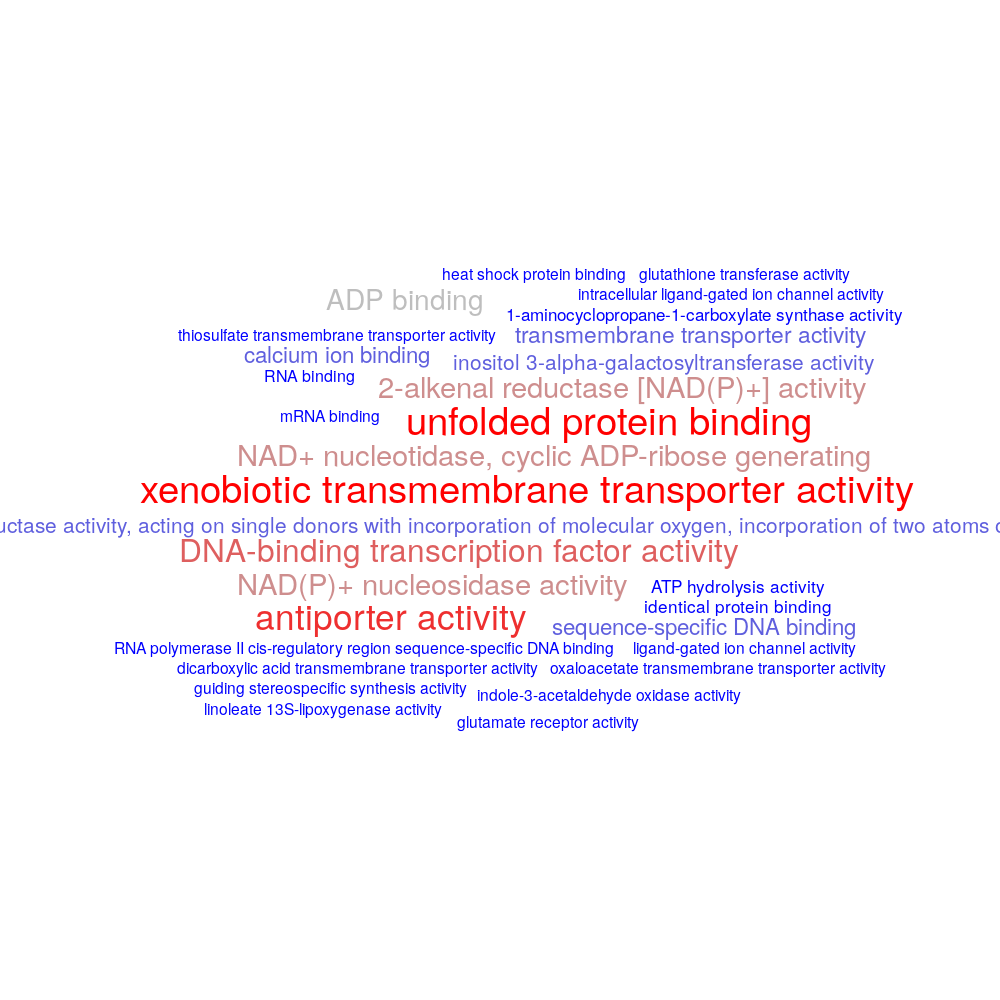 heat shock protein binding glutathione transferase activity
intracellular ligand-gated ion channel activity
ADP binding
1-aminocyclopropane-1-carboxylate synthase activity
thiosulfate transmembrane transporter activity transmembrane transporter activity
calcium ion binding inositol 3-alpha-galactosyltransferase activity
RNA binding
2-alkenal reductase [NAD(P)+] activity
mRNA binding unfolded protein binding
NAD+ nucleotidase, cyclic ADP-ribose generating
xenobiotic transmembrane transporter activity
activity, acting on single donors with incorporation of molecular oxygen, incorporation of two atoms
DNA-binding transcription factor activity
NAD(P)+ nucleosidase activity ATP hydrolysis activity
identical protein binding
antiporter activity sequence-specific DNA binding
RNA polymerase II cis-regulatory region sequence-specific DNA binding ligand-gated ion channel activity
dicarboxylic acid transmembrane transporter activity oxaloacetate transmembrane transporter activity
guiding stereospecific synthesis activity indole-3-acetaldehyde oxidase activity
linoleate 13S-lipoxygenase activity
glutamate receptor activity